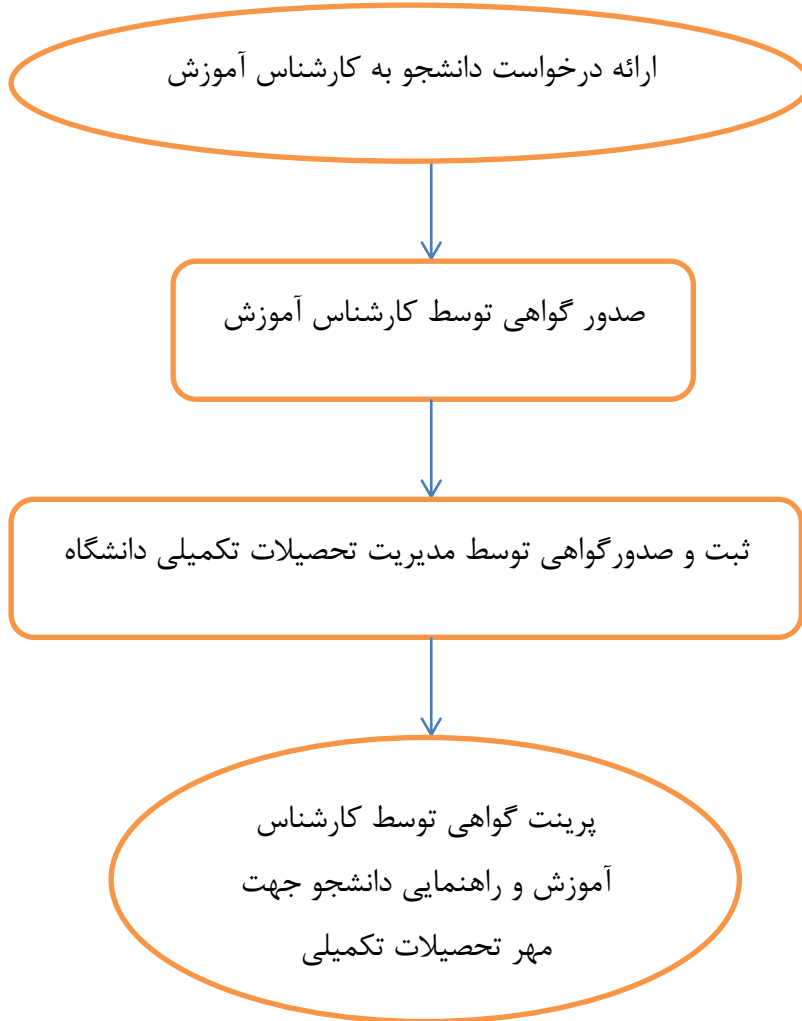 ارائه درخواست دانشجو به کارشناس آموزش
صدور گواهی توسط کارشناس آموزش
ثبت و صدورگواهی توسط مدیریت تحصیلات تکمیلی دانشگاه
پرینت گواهی توسط کارشناس
آموزش و راهنمایی دانشجو جهت
مهر تحصیلات تکمیلی